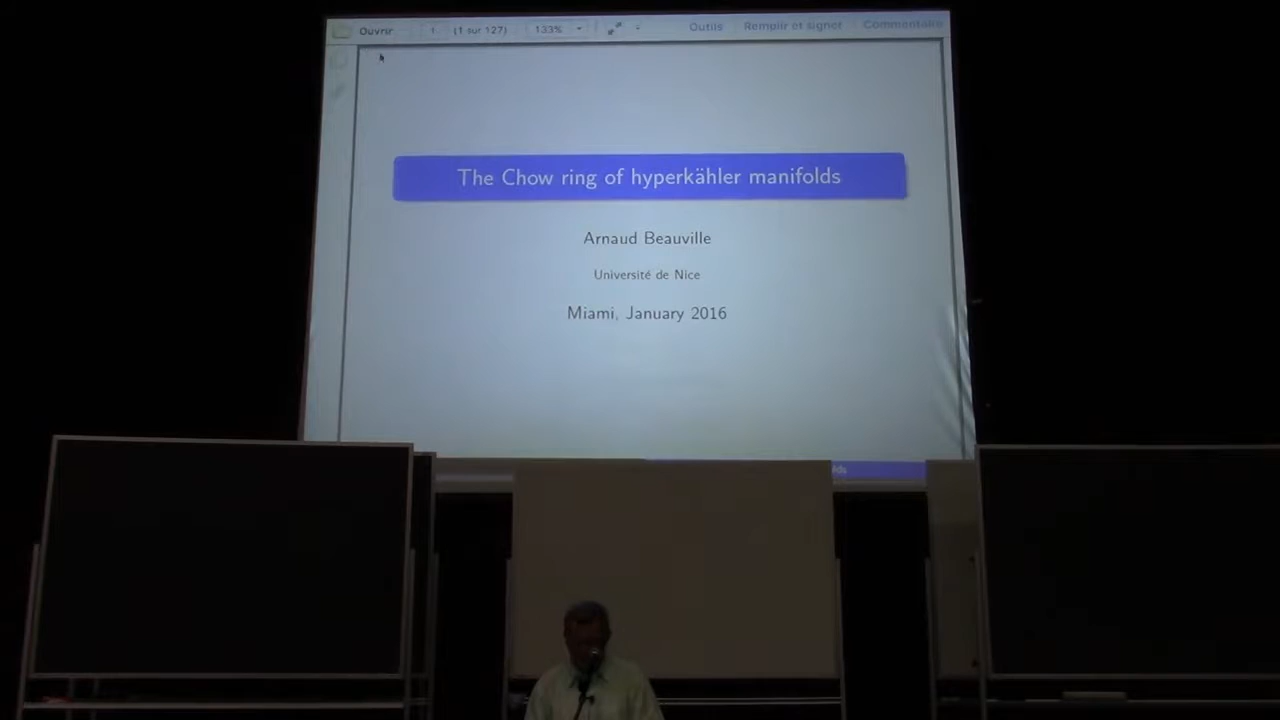 Ouvrir 1 (1 sur 127) 133% Outils Remplir et signer Commentaire
The Chow ring of hyperkähler manifolds
Arnaud Beauville
Université de Nice
Miami, January 2016